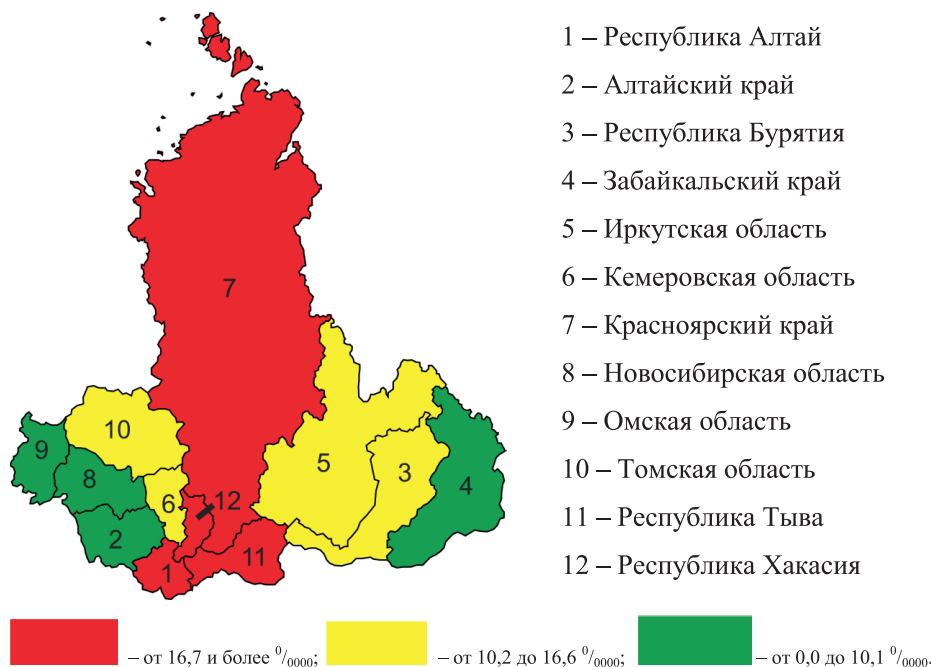 1 – Республика Алтай
2 – Алтайский край
3 – Республика Бурятия
4 – Забайкальский край
5 – Иркутская область
6 – Кемеровская область
7 – Красноярский край
8 – Новосибирская область
9 – Омская область
10 – Томская область
11 – Республика Тыва
12 – Республика Хакасия
7
10
9
8
6
12
5
3
4
2
1
11
– от 16,7 и более ⁰/₀₀₀₀; – от 10,2 до 16,6 ⁰/₀₀₀₀; – от 0,0 до 10,1 ⁰/₀₀₀₀.